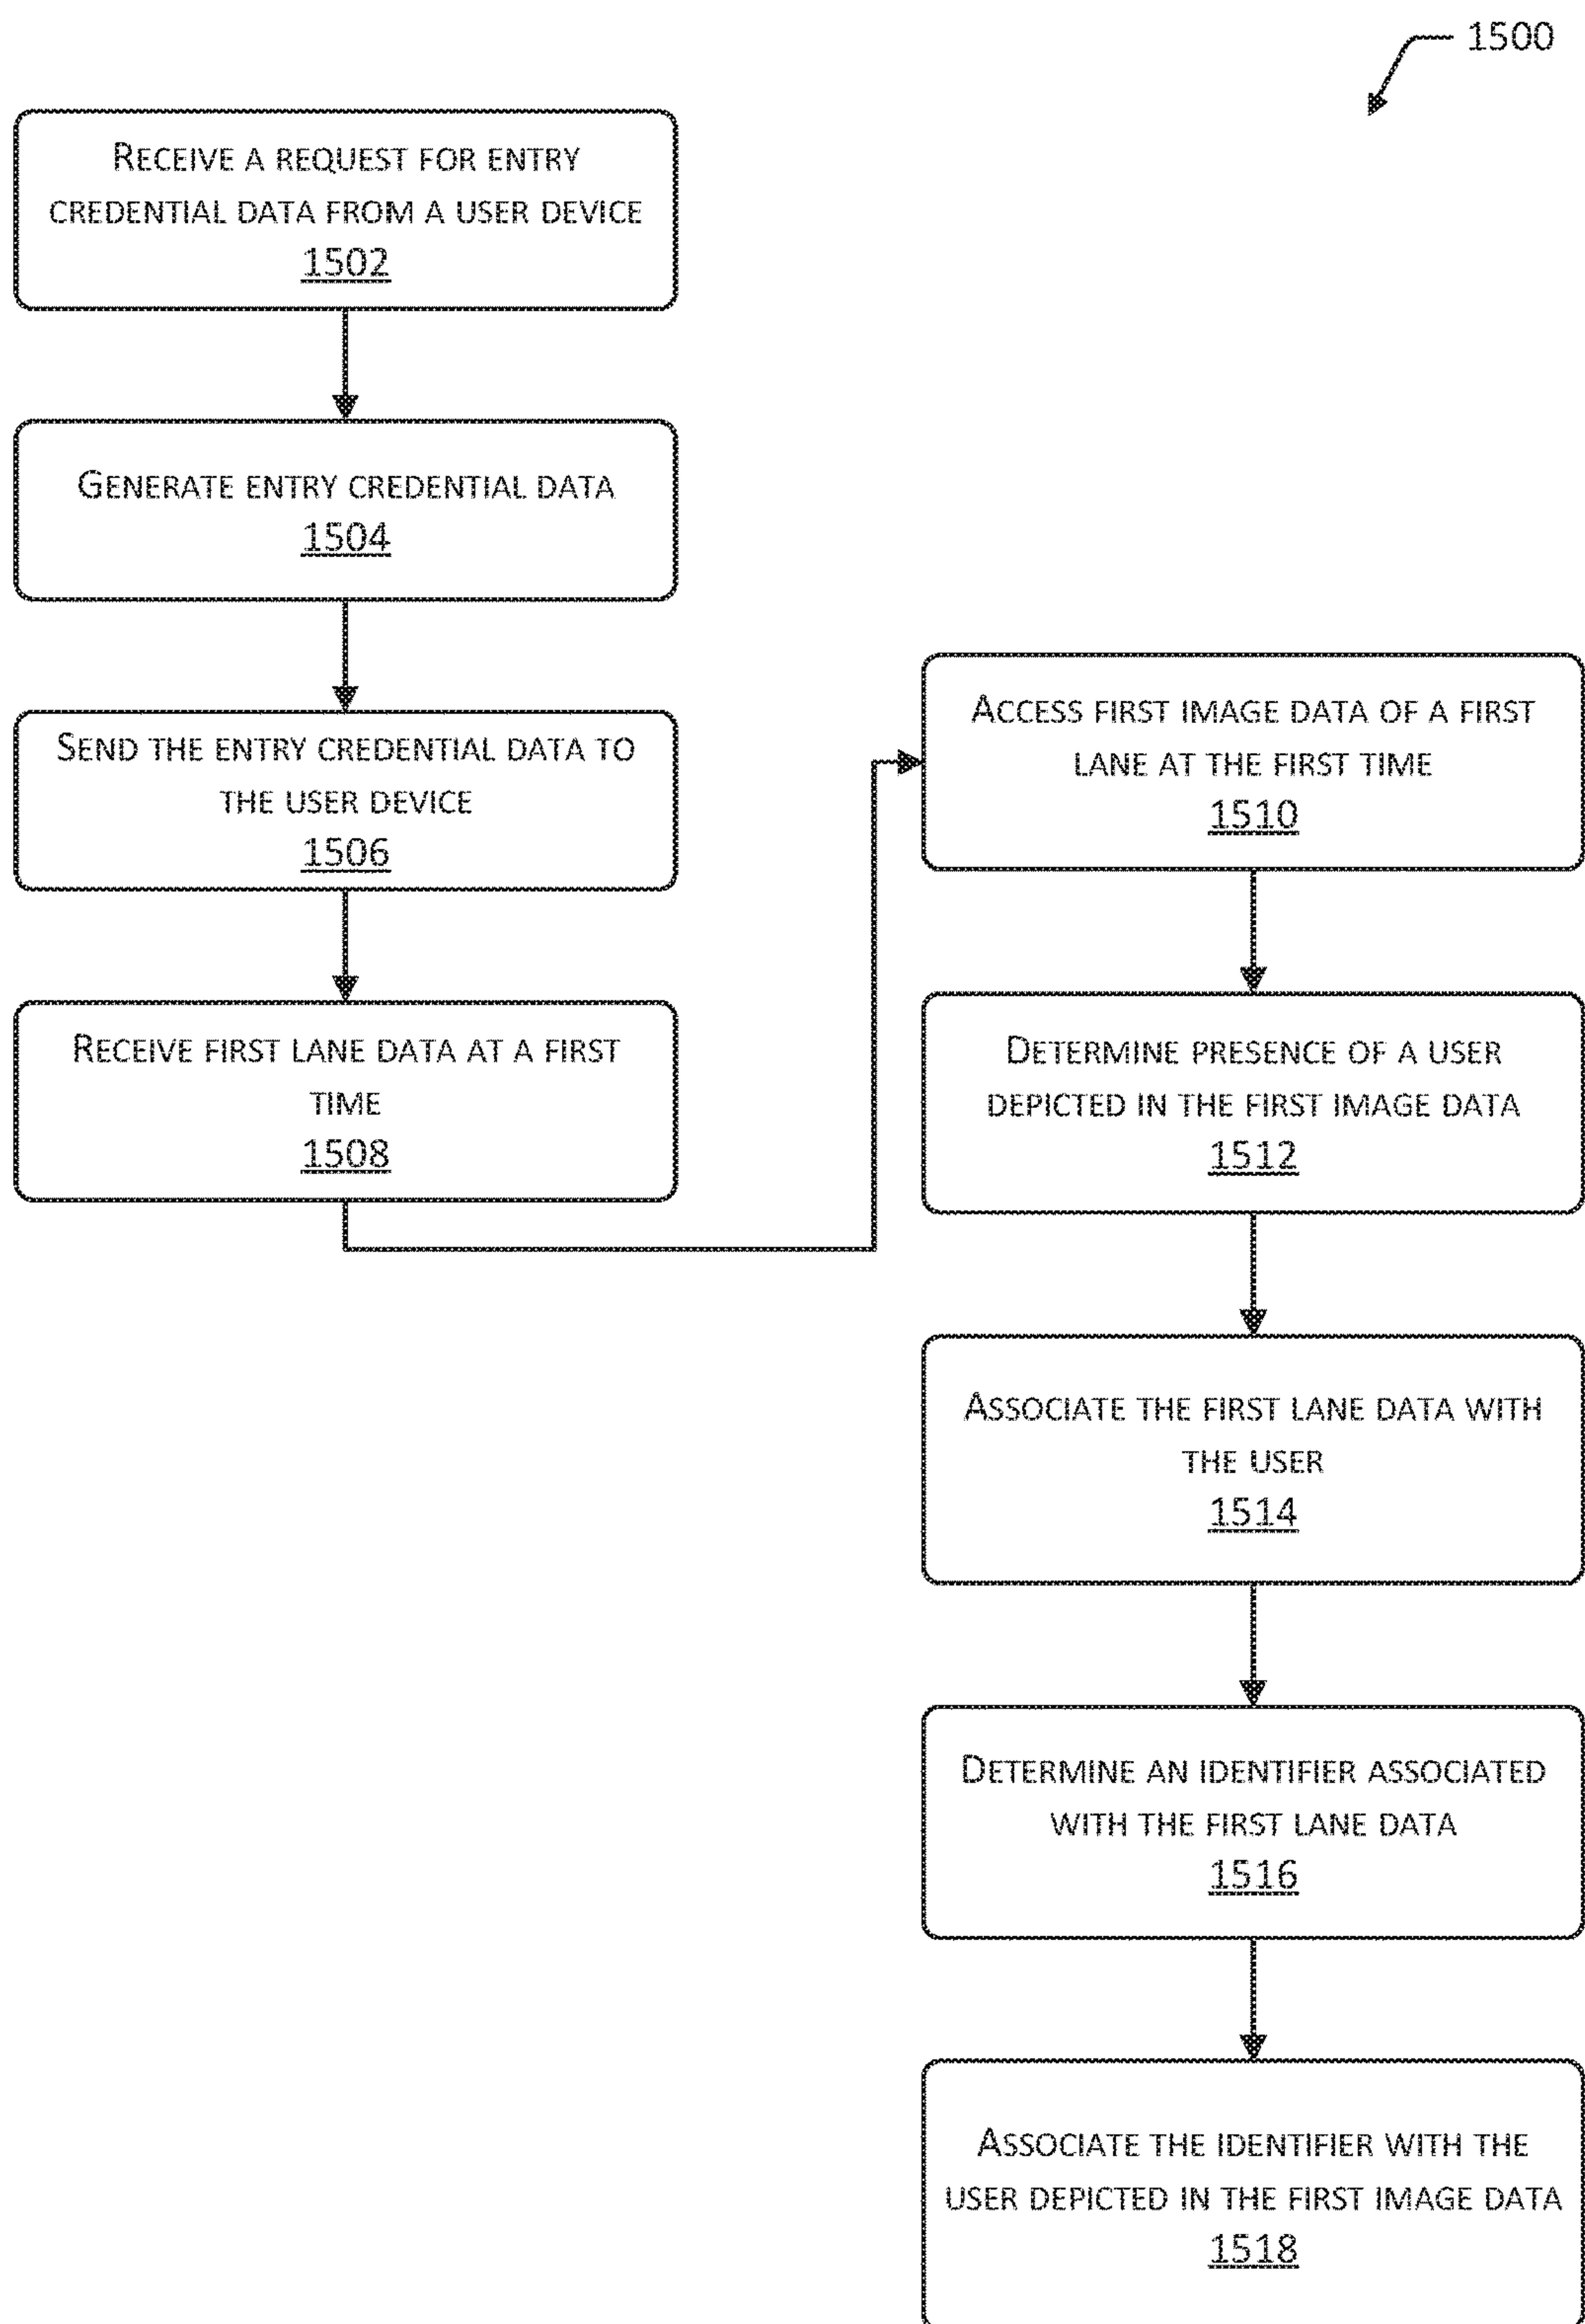 1500
RECEIVE A REQUEST FOR ENTRY
CREDENTIAL DATA FROM A USER DEVICE
1502
GENERATE ENTRY CREDENTIAL DATA
1504
SEND THE ENTRY CREDENTIAL DATA TO
THE USER DEVICE
1506
RECEIVE FIRST LANE DATA AT A FIRST
TIME
1508
ACCESS FIRST IMAGE DATA OF A FIRST
LANE AT THE FIRST TIME
1510
DETERMINE PRESENCE OF A USER
DEPICTED IN THE FIRST IMAGE DATA
1512
ASSOCIATE THE FIRST LANE DATA WITH
THE USER
1514
DETERMINE AN IDENTIFIER ASSOCIATED
WITH THE FIRST LANE DATA
1516
ASSOCIATE THE IDENTIFIER WITH THE
USER DEPICTED IN THE FIRST IMAGE DATA
1518